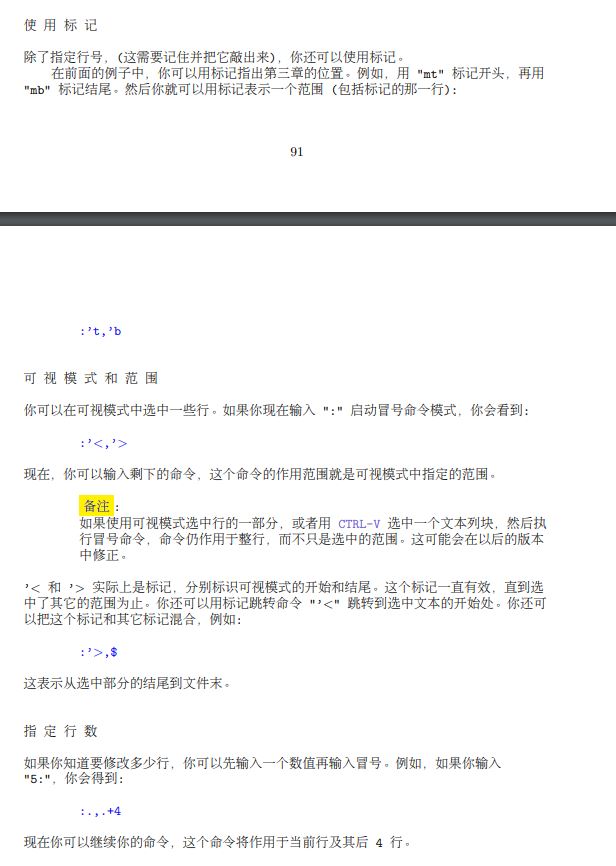 使 用 标 记
除了指定行号，(这需要记住并把它敲出来)，你还可以使用标记。
在前面的例子中，你可以用标记指出第三章的位置。例如，用 "mt" 标记开头，再用
"mb" 标记结尾。然后你就可以用标记表示一个范围 (包括标记的那一行)：
91
:’t,’b
可 视 模 式 和 范 围
你可以在可视模式中选中一些行。如果你现在输入 ":" 启动冒号命令模式，你会看到：
:’<,’>
现在，你可以输入剩下的命令，这个命令的作用范围就是可视模式中指定的范围。
备注：
如果使用可视模式选中行的一部分，或者用 CTRL-V 选中一个文本列块，然后执
行冒号命令，命令仍作用于整行，而不只是选中的范围。这可能会在以后的版本
中修正。
’< 和 ’> 实际上是标记，分别标识可视模式的开始和结尾。这个标记一直有效，直到选
中了其它的范围为止。你还可以用标记跳转命令 "’<" 跳转到选中文本的开始处。你还可
以把这个标记和其它标记混合，例如：
:’>,$
这表示从选中部分的结尾到文件末。
指 定 行 数
如果你知道要修改多少行，你可以先输入一个数值再输入冒号。例如，如果你输入
"5:"，你会得到：
:.,.+4
现在你可以继续你的命令，这个命令将作用于当前行及其后 4 行。